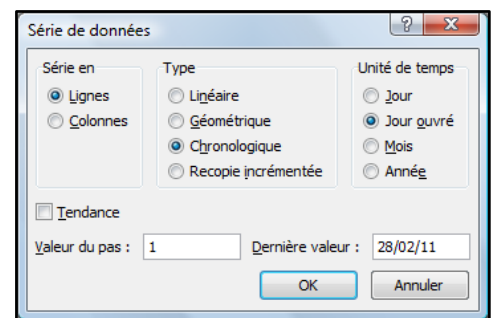 Série de données
Série en Type Unité de temps
Lignes Linéaire Jour
Colonnes Géométrique Jour ouvré
Chronologique Mois
Recopie incrémentée Année
Tendance
Valeur du pas : 1 Dernière valeur : 28/02/11
OK Annuler